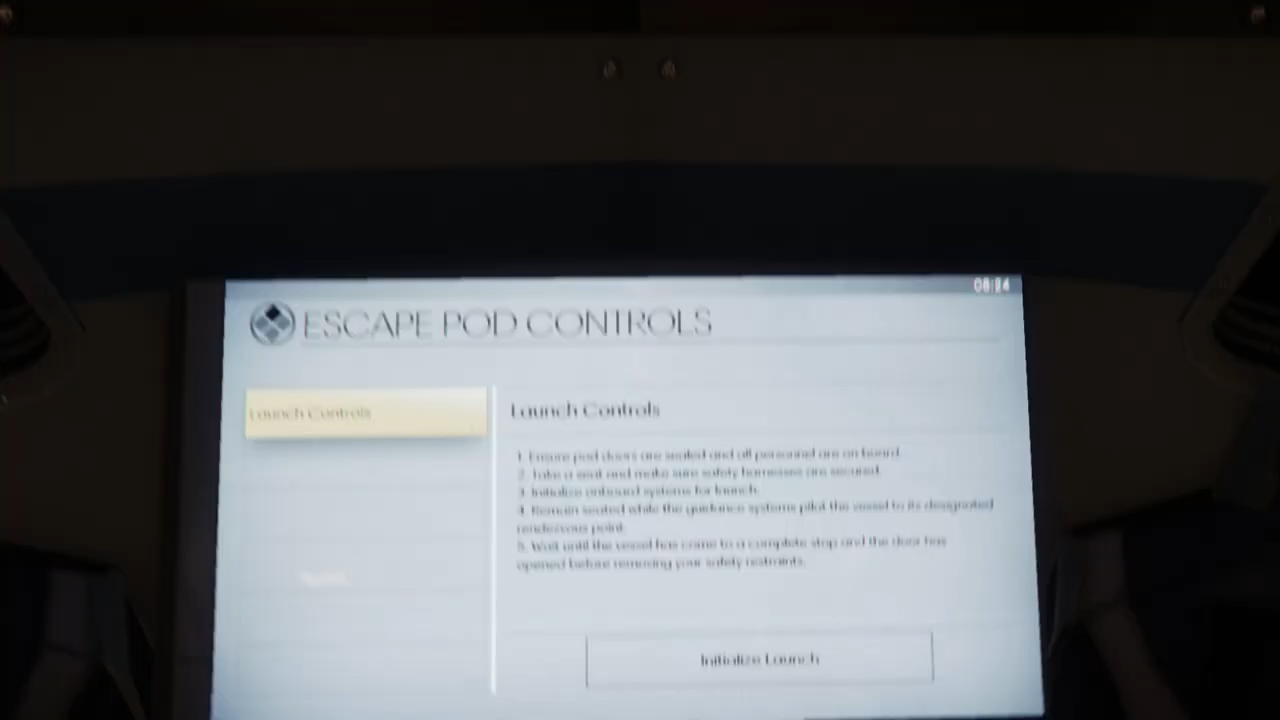 08:24
ESCAPE POD CONTROLS
Launch Controls
Launch Controls
1. Ensure pod doors are sealed and all personnel are on board.
2. Take a seat and make sure safety harnesses are secured.
3. Initialize onboard systems for launch.
4. Remain seated while the guidance systems pilot the vessel to its designated
rendezvous point.
5. Wait until the vessel has come to a complete stop and the door has
opened before removing your safety restraints.
Initialize Launch